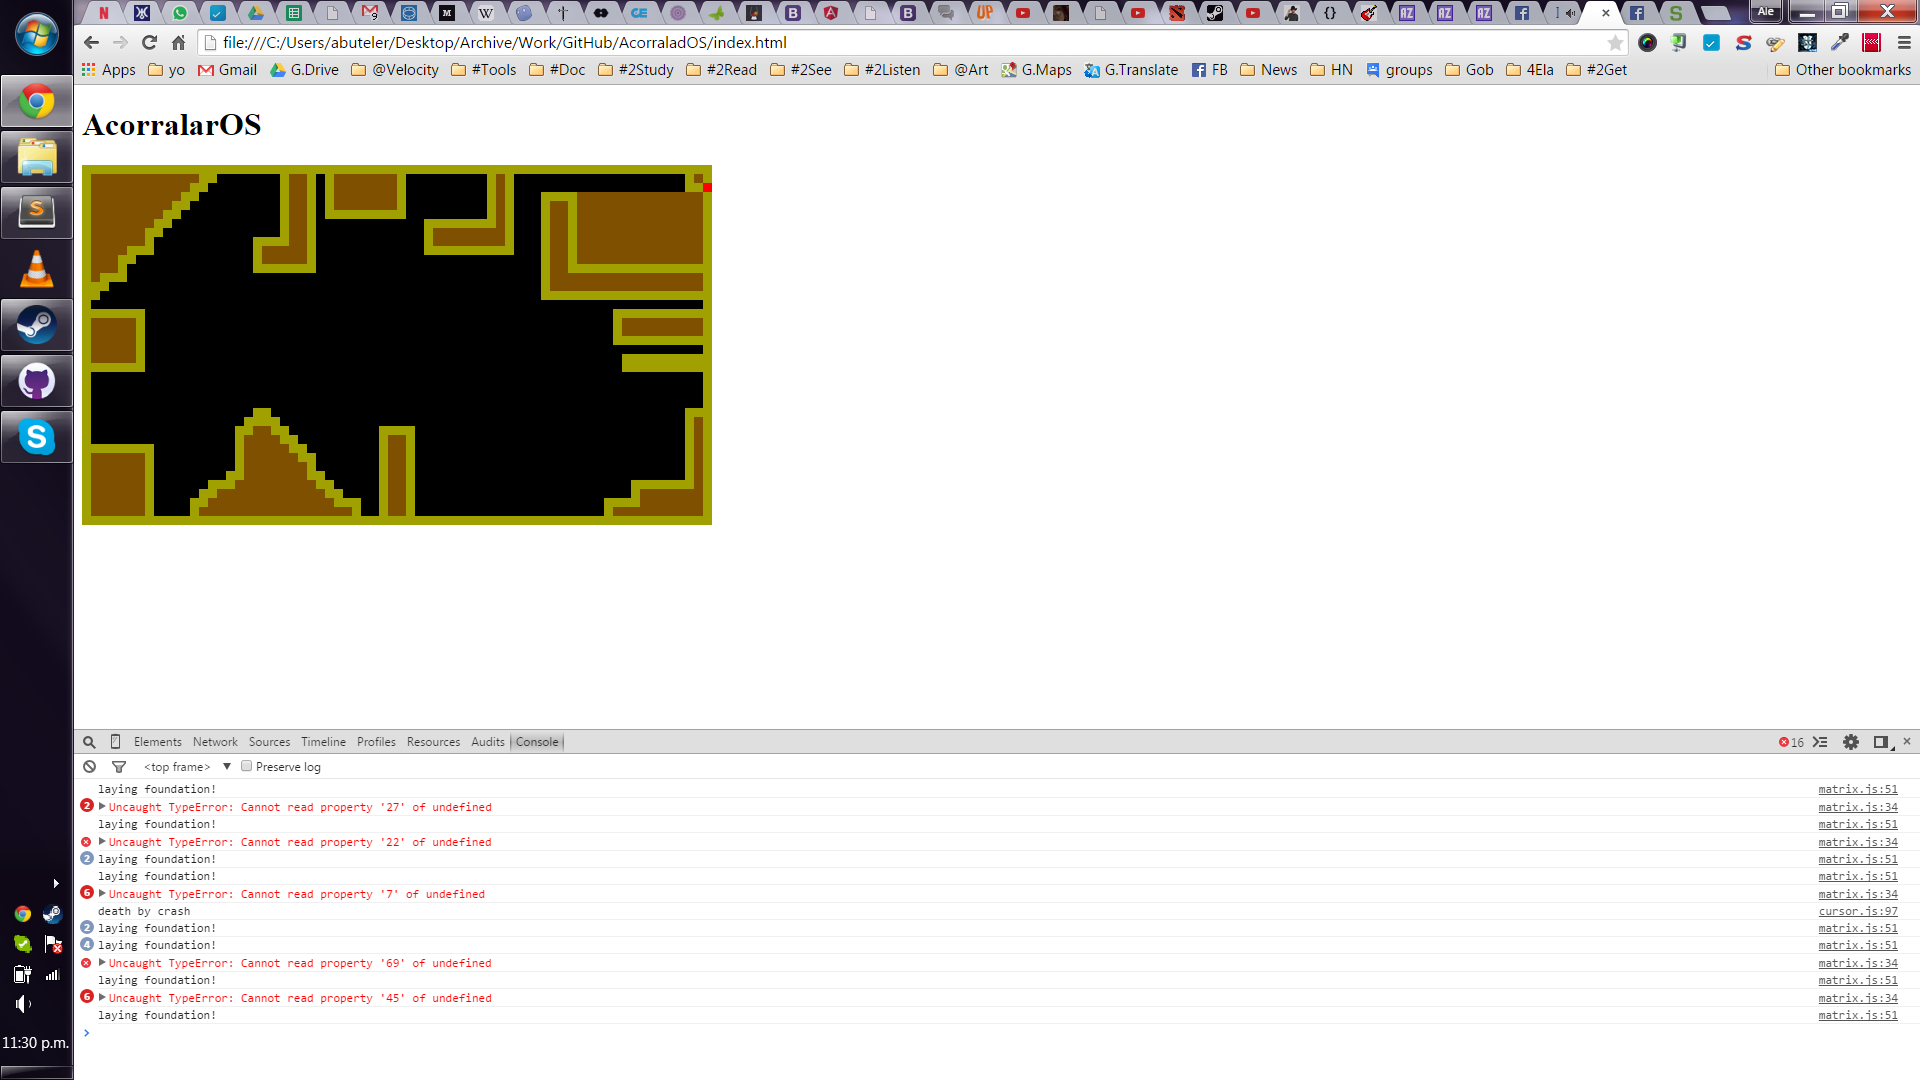 Ale
file:///C:/Users/abuteler/Desktop/Archive/Work/GitHub/AcorraladOS/index.html
Apps yo Gmail G.Drive @Velocity #Tools #Doc #2Study #2Read #2See #2Listen @Art G.Maps G.Translate FB News HN groups Gob 4Ela #2Get Other bookmarks
AcorralarOS
Elements Network Sources Timeline Profiles Resources Audits Console 16
<top frame> Preserve log
laying foundation! matrix.js:51
2 Uncaught TypeError: Cannot read property '27' of undefined matrix.js:34
laying foundation! matrix.js:51
Uncaught TypeError: Cannot read property '22' of undefined matrix.js:34
2 laying foundation! matrix.js:51
laying foundation! matrix.js:51
6 Uncaught TypeError: Cannot read property '7' of undefined matrix.js:34
death by crash cursor.js:97
2 laying foundation! matrix.js:51
4 laying foundation! matrix.js:51
Uncaught TypeError: Cannot read property '69' of undefined matrix.js:34
laying foundation! matrix.js:51
6 Uncaught TypeError: Cannot read property '45' of undefined matrix.js:34
laying foundation! matrix.js:51
11:30 p.m.